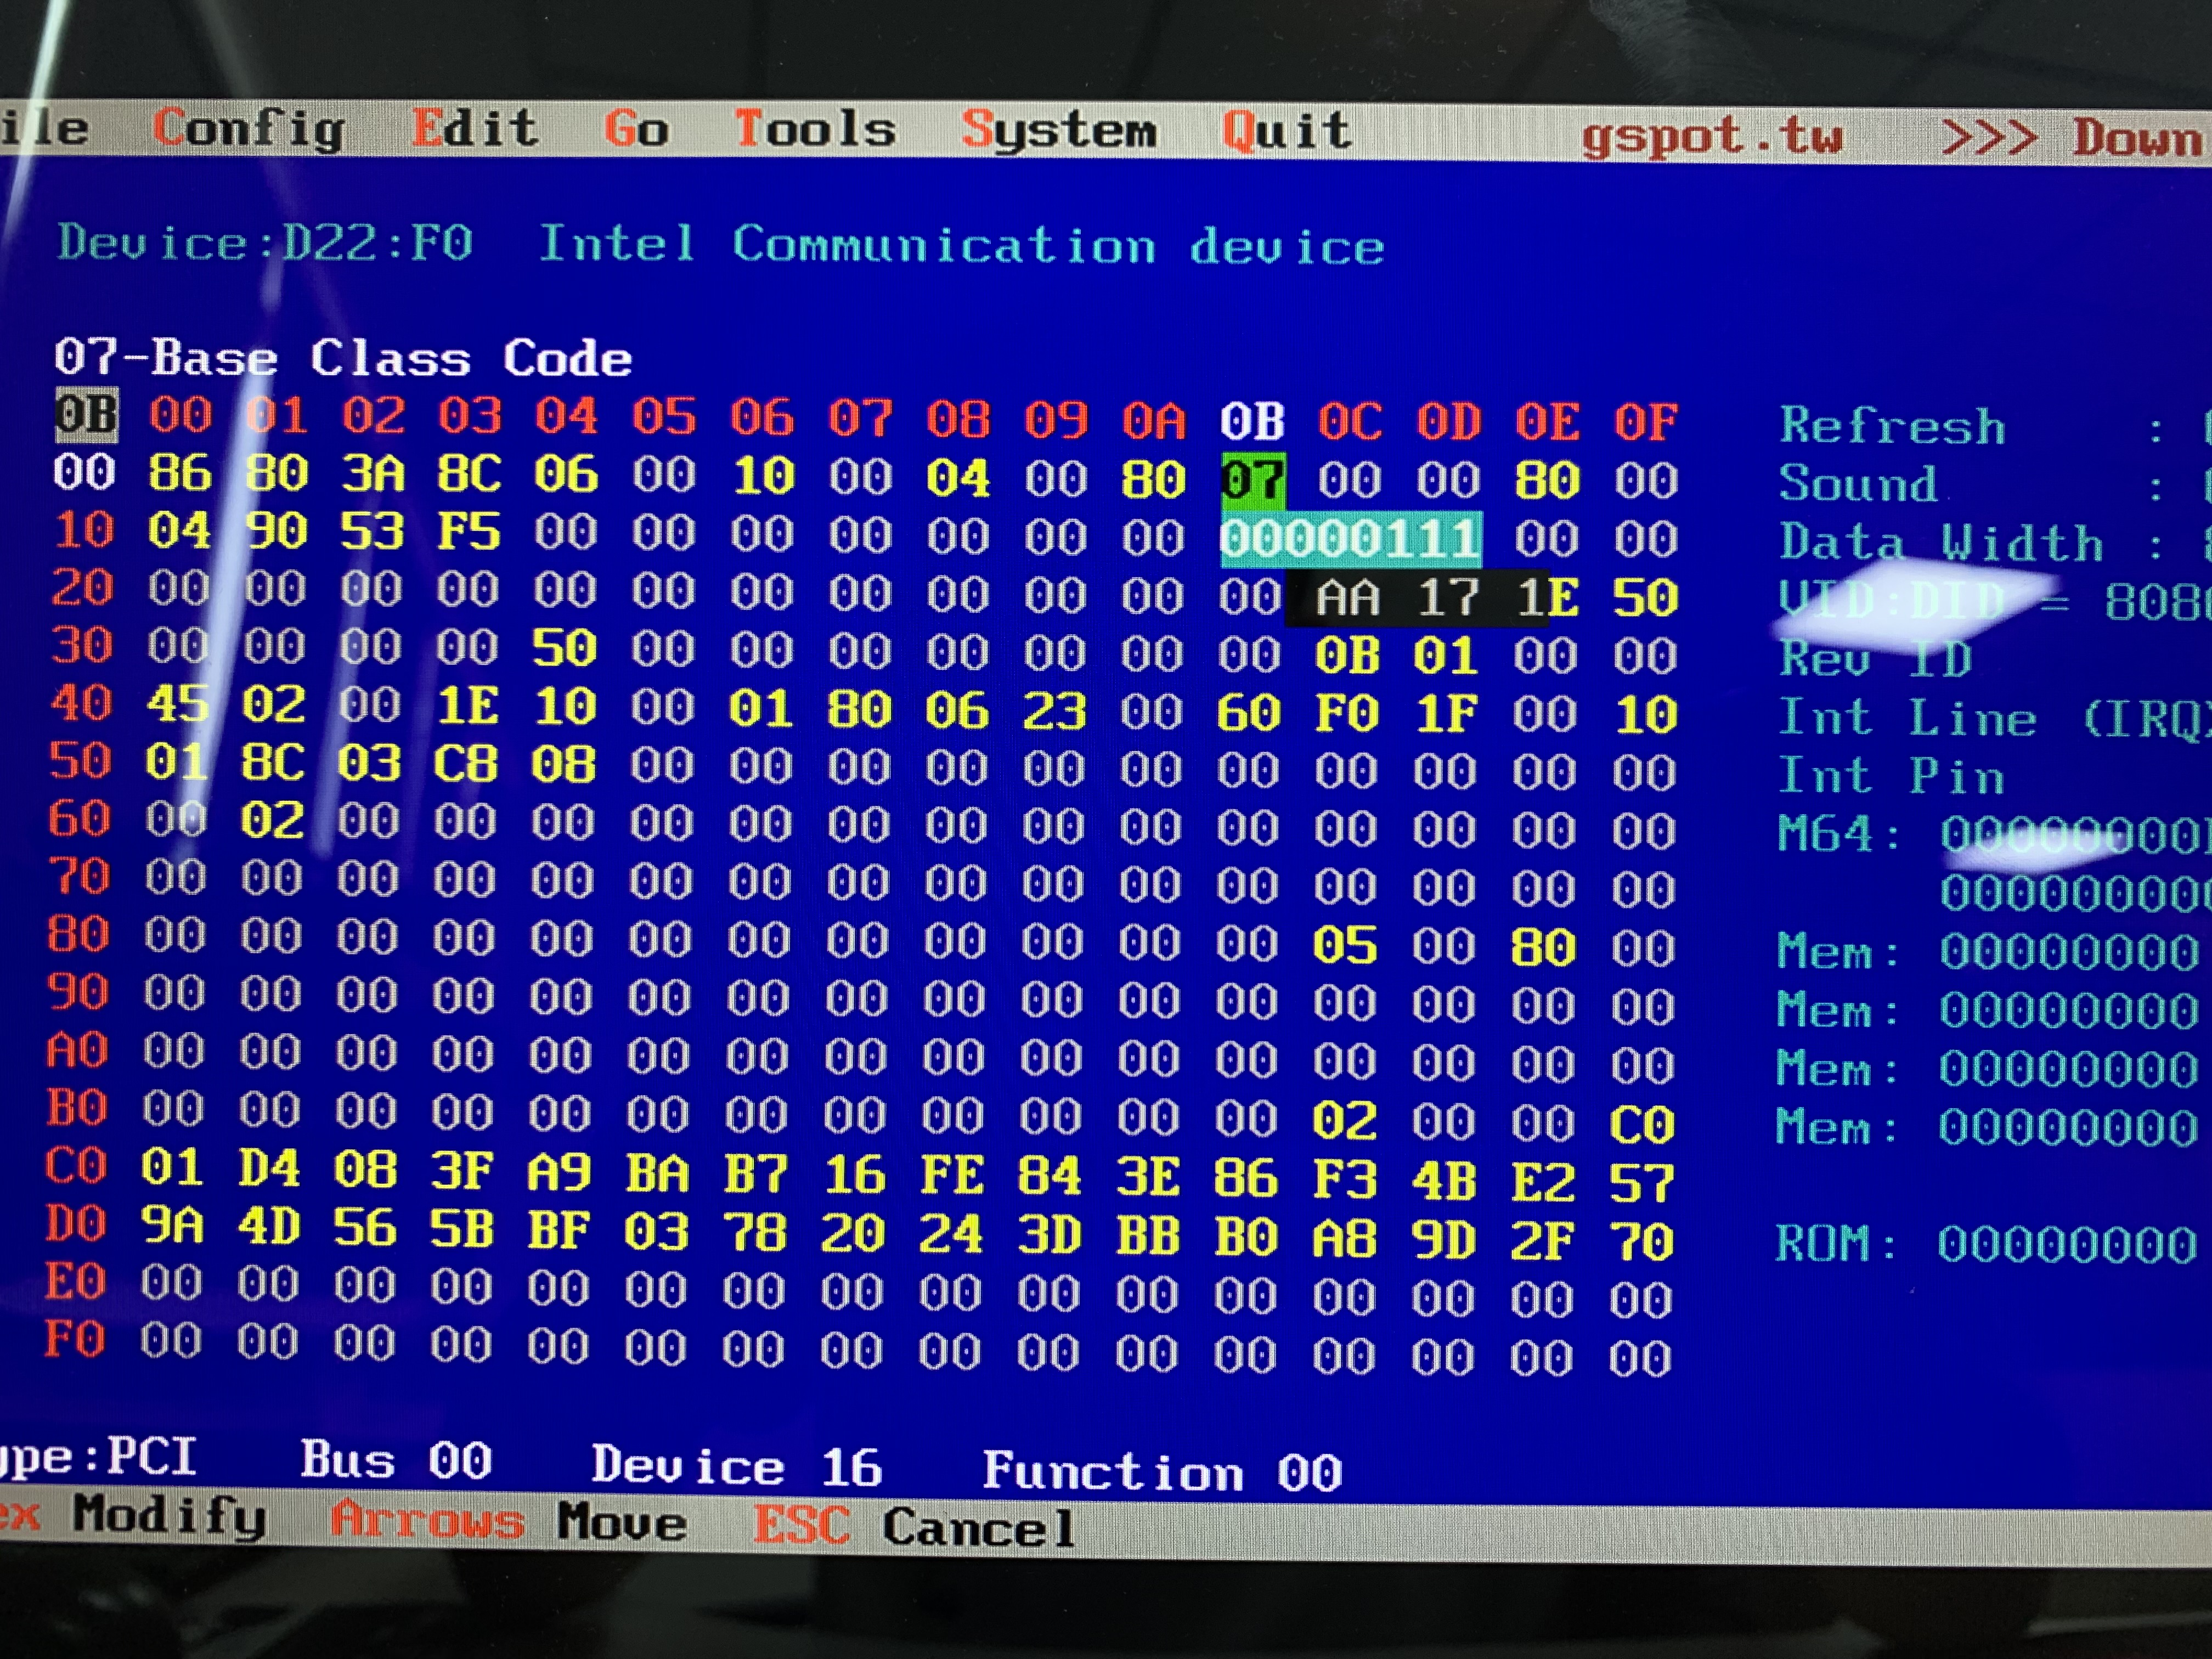 ile Config Edit Go Tools System Quit gspot.tw >>> Down
Device:D22:F0 Intel Communication device
07-Base Class Code
0B 00 01 02 03 04 05 06 07 08 09 0A 0B 0C 0D 0E 0F Refresh :
00 86 80 3A 8C 06 00 10 00 04 00 80 07 00 00 80 00 Sound :
10 04 90 53 F5 00 00 00 00 00 00 00 00000111 00 00 Data Width :
20 00 00 00 00 00 00 00 00 00 00 00 00 AA 17 1E 50 VID:DID = 808
30 00 00 00 00 50 00 00 00 00 00 00 00 0B 01 00 00 Rev ID
40 45 02 00 1E 10 00 01 80 06 23 00 60 F0 1F 00 10 Int Line (IRQ)
50 01 8C 03 C8 08 00 00 00 00 00 00 00 00 00 00 00 Int Pin
60 00 02 00 00 00 00 00 00 00 00 00 00 00 00 00 00 M64: 00000000
70 00 00 00 00 00 00 00 00 00 00 00 00 00 00 00 00 00000000
80 00 00 00 00 00 00 00 00 00 00 00 00 05 00 80 00 Mem: 00000000
90 00 00 00 00 00 00 00 00 00 00 00 00 00 00 00 00 Mem: 00000000
A0 00 00 00 00 00 00 00 00 00 00 00 00 00 00 00 00 Mem: 00000000
B0 00 00 00 00 00 00 00 00 00 00 00 00 02 00 00 C0 Mem: 00000000
C0 01 D4 08 3F A9 BA B7 16 FE 84 3E 86 F3 4B E2 57
D0 9A 4D 56 5B BF 03 78 20 24 3D BB B0 A8 9D 2F 70 ROM: 00000000
E0 00 00 00 00 00 00 00 00 00 00 00 00 00 00 00 00
F0 00 00 00 00 00 00 00 00 00 00 00 00 00 00 00 00
ype:PCI Bus 00 Device 16 Function 00
ex Modify Arrows Move ESC Cancel